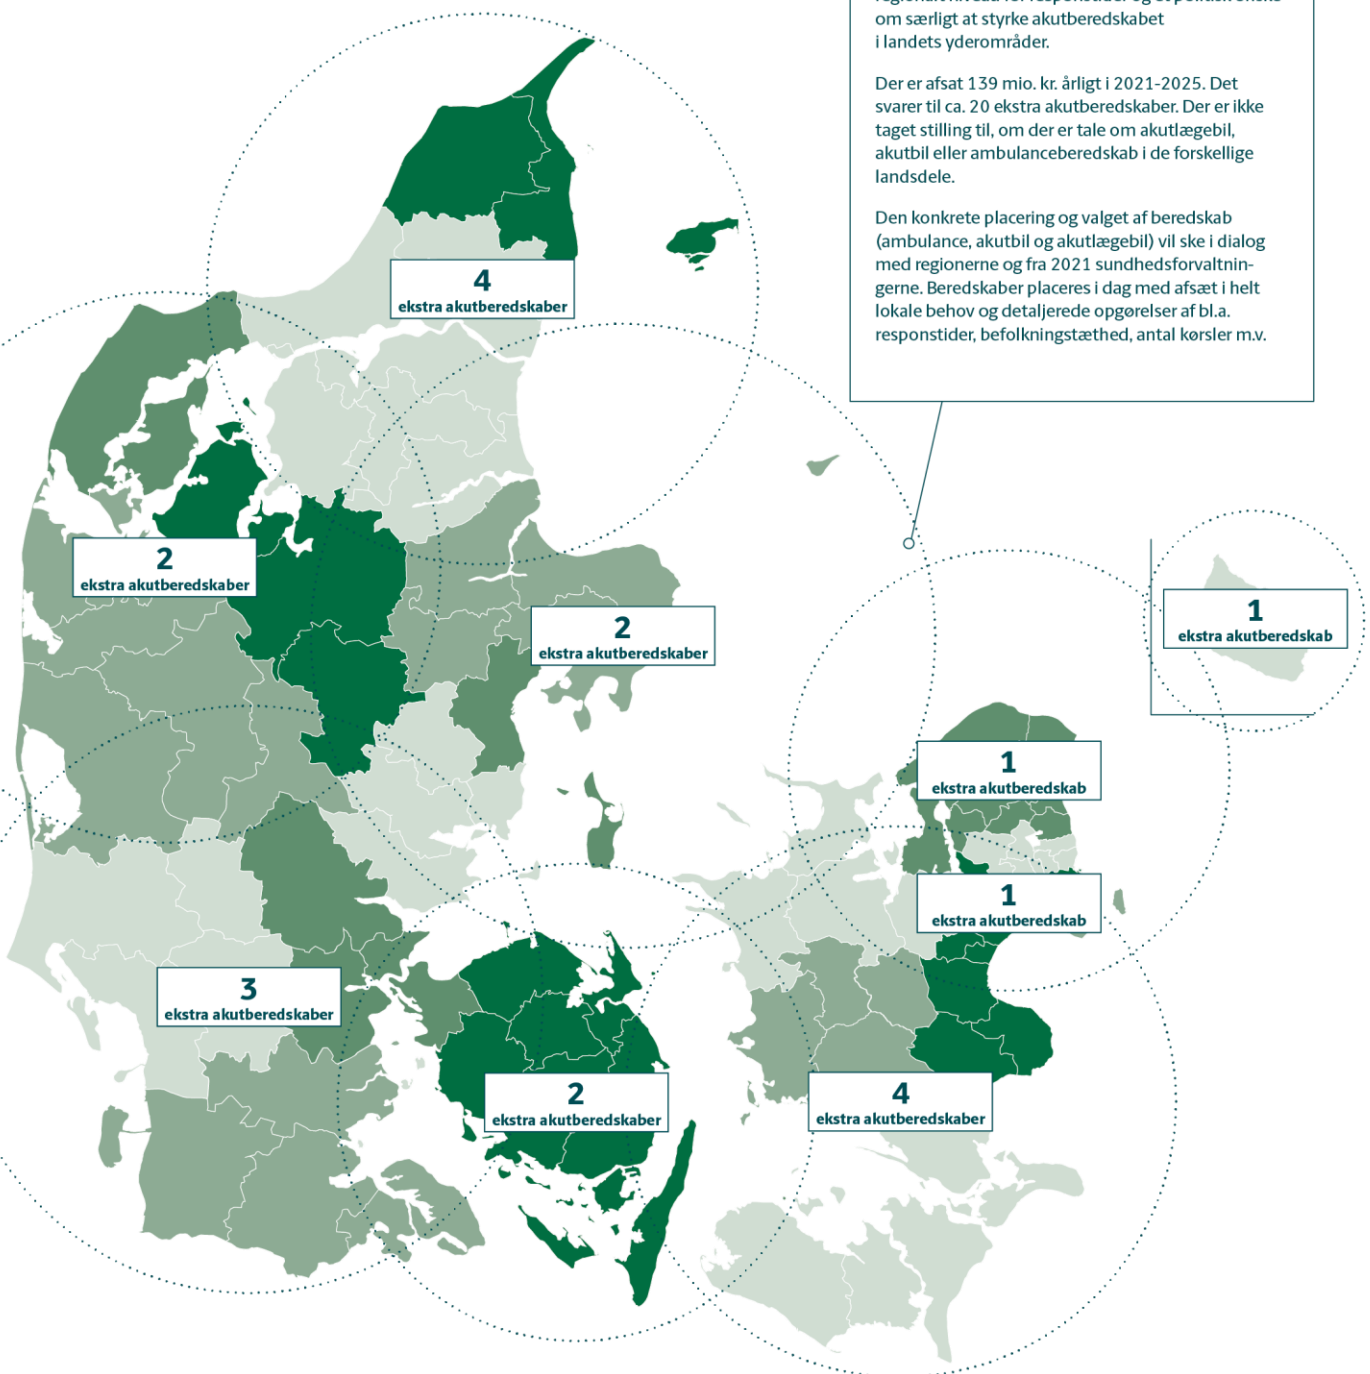 om særligt at styrke akutberedskabet
i landets yderområder.
Der er afsat 139 mio. kr. årligt i 2021-2025. Det
svarer til ca. 20 ekstra akutberedskaber. Der er ikke
taget stilling til, om der er tale om akutlægebil,
akutbil eller ambulanceberedskab i de forskellige
landsdele.
Den konkrete placering og valget af beredskab
(ambulance, akutbil og akutlægebil) vil ske i dialog
med regionerne og fra 2021 sundhedsforvaltnin-
gerne. Beredskaber placeres i dag med afsæt i helt
lokale behov og detaljerede opgørelser af bl.a.
responstider, befolkningstæthed, antal kørsler m.v.
4
ekstra akutberedskaber
2
ekstra akutberedskaber
2
ekstra akutberedskaber
1
ekstra akutberedskab
1
ekstra akutberedskab
1
ekstra akutberedskab
3
ekstra akutberedskaber
2
ekstra akutberedskaber
4
ekstra akutberedskaber